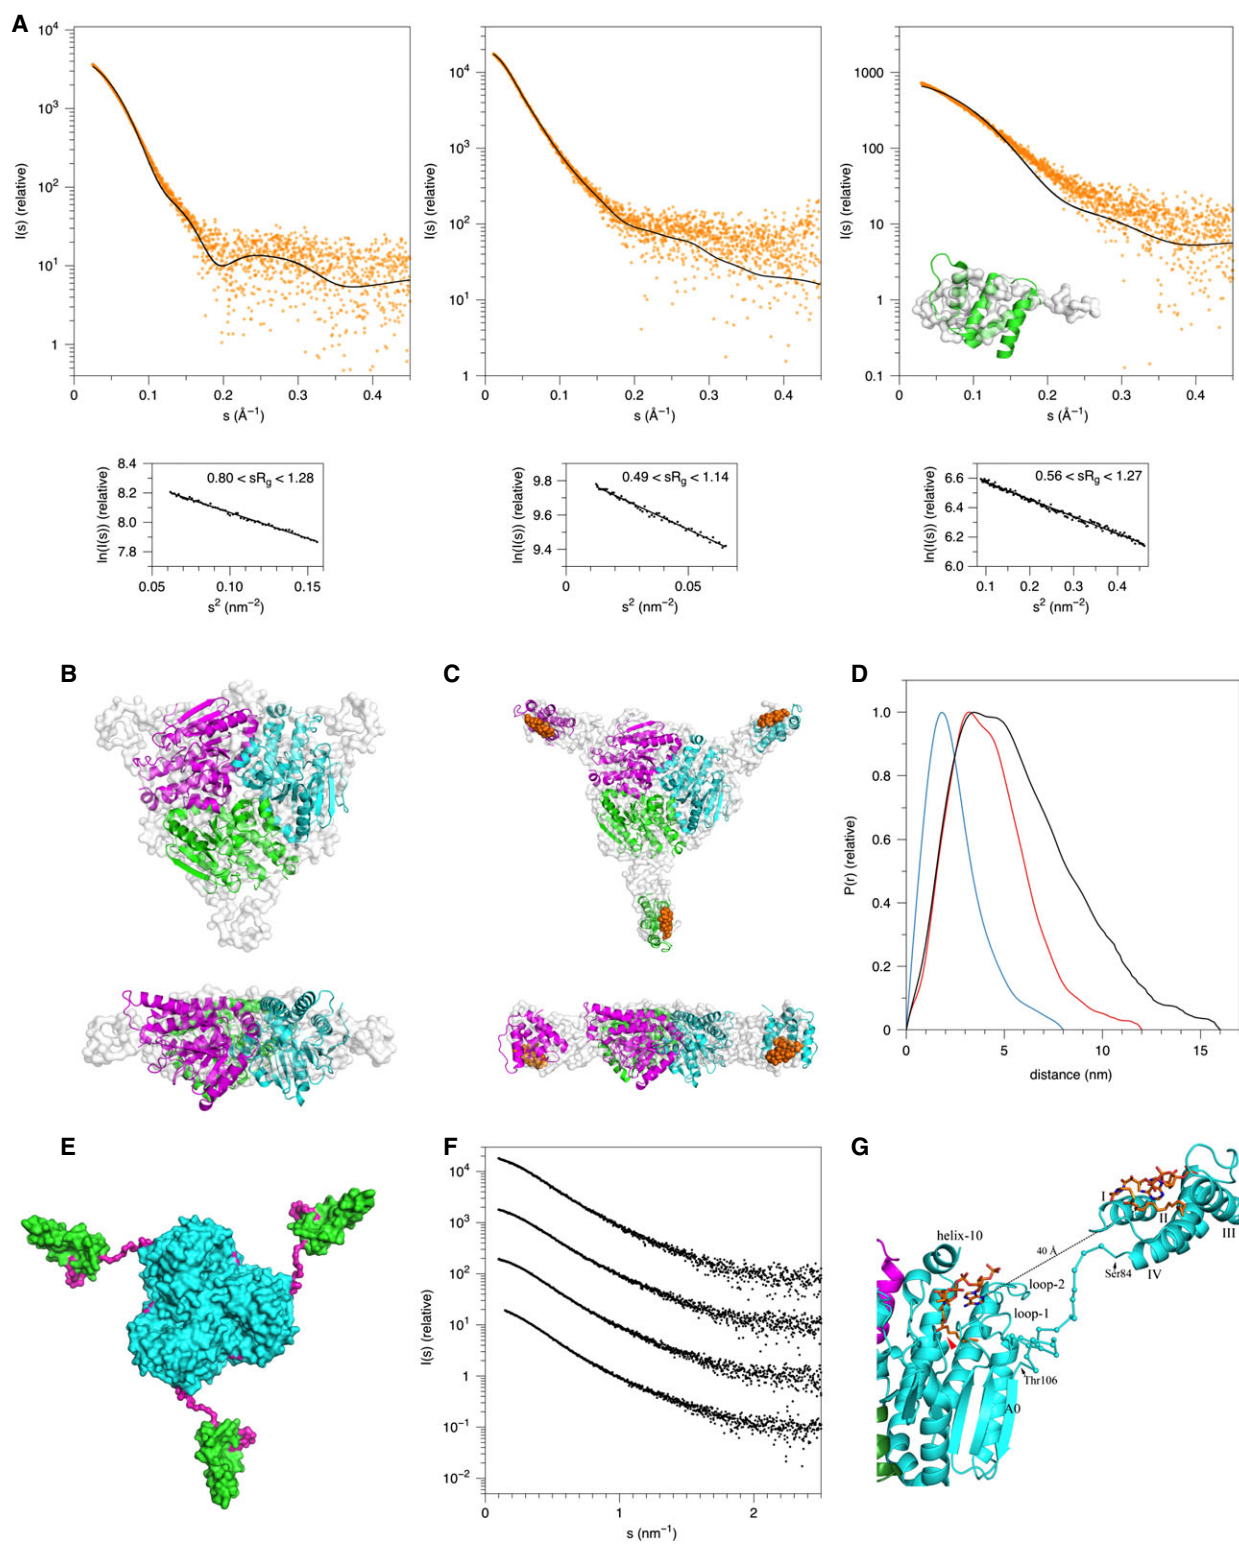 A
10⁴
10³
10²
10¹
1
I(s) (relative)
0
0.1
0.2
0.3
0.4
s (Å⁻¹)
10⁴
10³
10²
10¹
1
I(s) (relative)
0
0.1
0.2
0.3
0.4
s (Å⁻¹)
1000
100
10
1
0.1
I(s) (relative)
0
0.1
0.2
0.3
0.4
s (Å⁻¹)
8.4
8.2
8.0
7.8
ln(I(s)) (relative)
0.80 < sRg < 1.28
0.05
0.10
0.15
s² (nm⁻²)
9.8
9.6
9.4
ln(I(s)) (relative)
0.49 < sRg < 1.14
0
0.05
s² (nm⁻²)
6.6
6.4
6.2
6.0
ln(I(s)) (relative)
0.56 < sRg < 1.27
0.1
0.2
0.3
0.4
s² (nm⁻²)
B
C
D
1.0
0.8
0.6
0.4
0.2
0
P(r) (relative)
0
5
10
15
distance (nm)
E
F
10⁴
10³
10²
10¹
1
10⁻¹
10⁻²
I(s) (relative)
0
1
2
s (nm⁻¹)
G
I
II
III
IV
helix-10
40 Å
Ser84
loop-2
loop-1
Thr106
A0